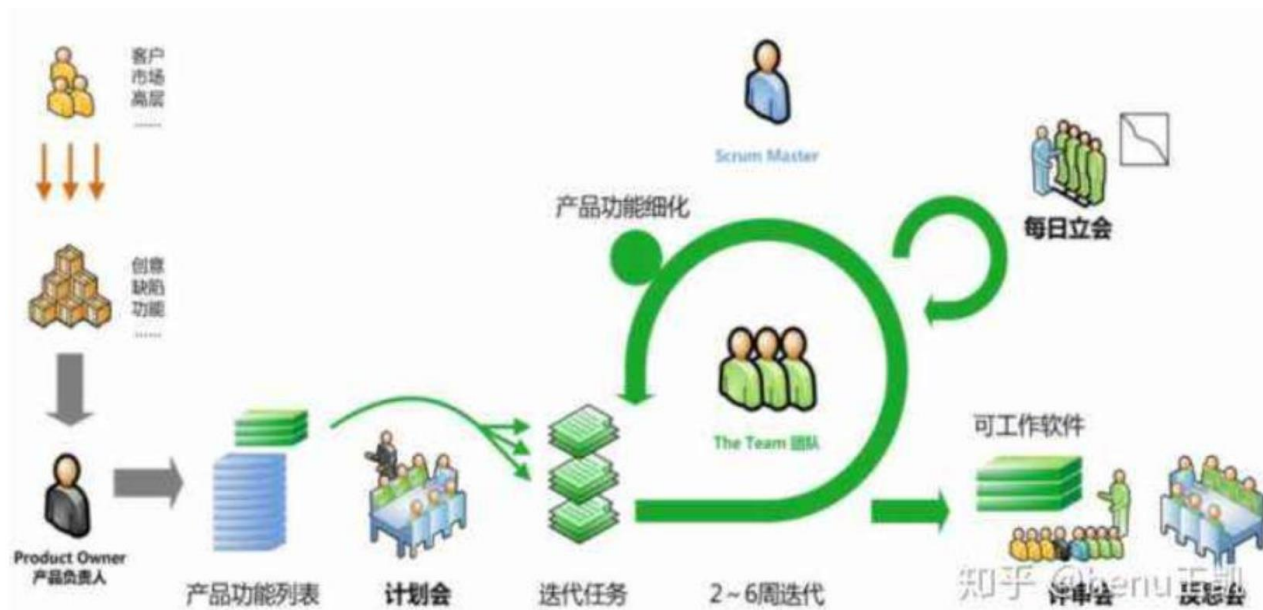 客户
市场
高层
......
Scrum Master
产品功能细化
每日立会
创意
缺陷
功能
......
The Team 团队
可工作软件
Product Owner
产品负责人
产品功能列表
计划会
迭代任务
2~6周迭代
评审会
反思会
知乎